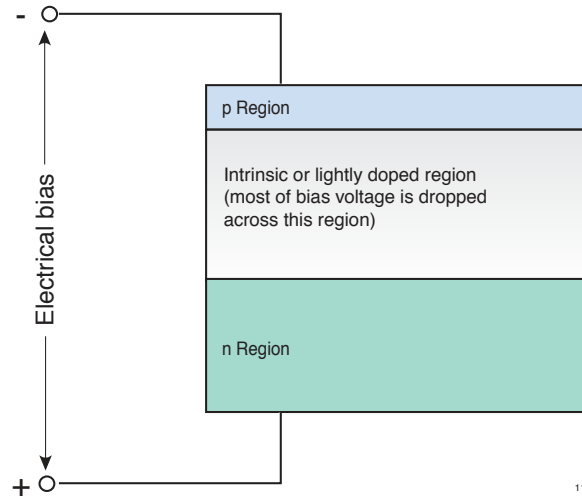 -
p Region
Intrinsic or lightly doped region
(most of bias voltage is dropped
across this region)
Electrical bias
n Region
+